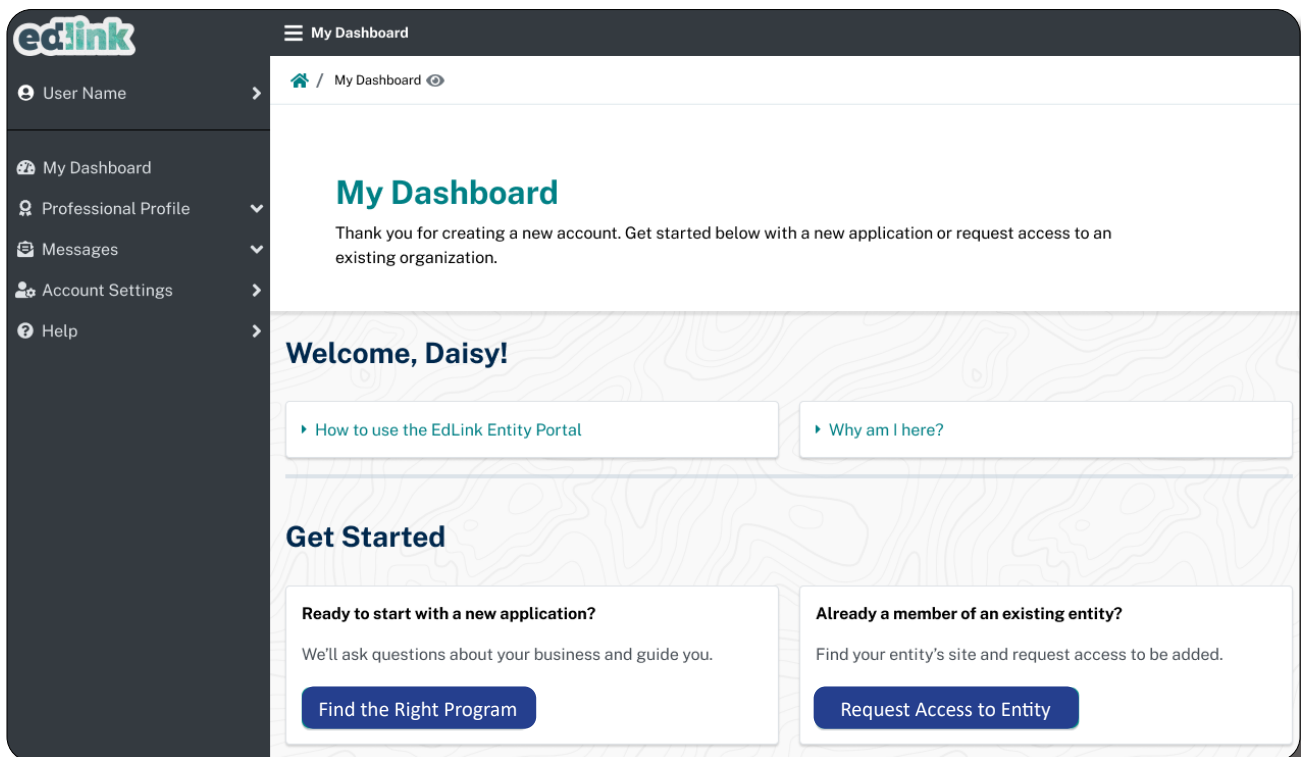 edlink
My Dashboard
User Name
/ My Dashboard
My Dashboard
Professional Profile
Messages
Account Settings
Help
My Dashboard
Thank you for creating a new account. Get started below with a new application or request access to an
existing organization.
Welcome, Daisy!
How to use the EdLink Entity Portal
Why am I here?
Get Started
Ready to start with a new application?
We'll ask questions about your business and guide you.
Find the Right Program
Already a member of an existing entity?
Find your entity's site and request access to be added.
Request Access to Entity